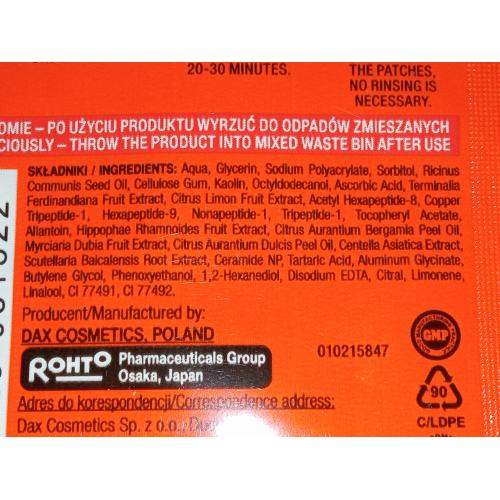 20-30 MINUTES.
THE PATCHES,
NO RINSING IS
NECESSARY.
OMIE – PO UŻYCIU PRODUKTU WYRZUĆ DO ODPADÓW ZMIESZANYCH
CIOUSLY – THROW THE PRODUCT INTO MIXED WASTE BIN AFTER USE
SKŁADNIKI / INGREDIENTS: Aqua, Glycerin, Sodium Polyacrylate, Sorbitol, Ricinus
Communis Seed Oil, Cellulose Gum, Kaolin, Octyldodecanol, Ascorbic Acid, Terminalia
Ferdinandiana Fruit Extract, Citrus Limon Fruit Extract, Acetyl Hexapeptide-8, Copper
Tripeptide-1, Hexapeptide-9, Nonapeptide-1, Tripeptide-1, Tocopheryl Acetate,
Allantoin, Hippophae Rhamnoides Fruit Extract, Citrus Aurantium Bergamia Peel Oil,
Myrciaria Dubia Fruit Extract, Citrus Aurantium Dulcis Peel Oil, Centella Asiatica Extract,
Scutellaria Baicalensis Root Extract, Ceramide NP, Tartaric Acid, Aluminum Glycinate,
Butylene Glycol, Phenoxyethanol, 1,2-Hexanediol, Disodium EDTA, Citral, Limonene,
Linalool, CI 77491, CI 77492.
Producent/Manufactured by:
DAX COSMETICS, POLAND
ROHTO Pharmaceuticals Group
Osaka, Japan
010215847
GMP
Adres do korespondencji/Correspondence address:
Dax Cosmetics Sp. z o.o.,
90
C/LDPE